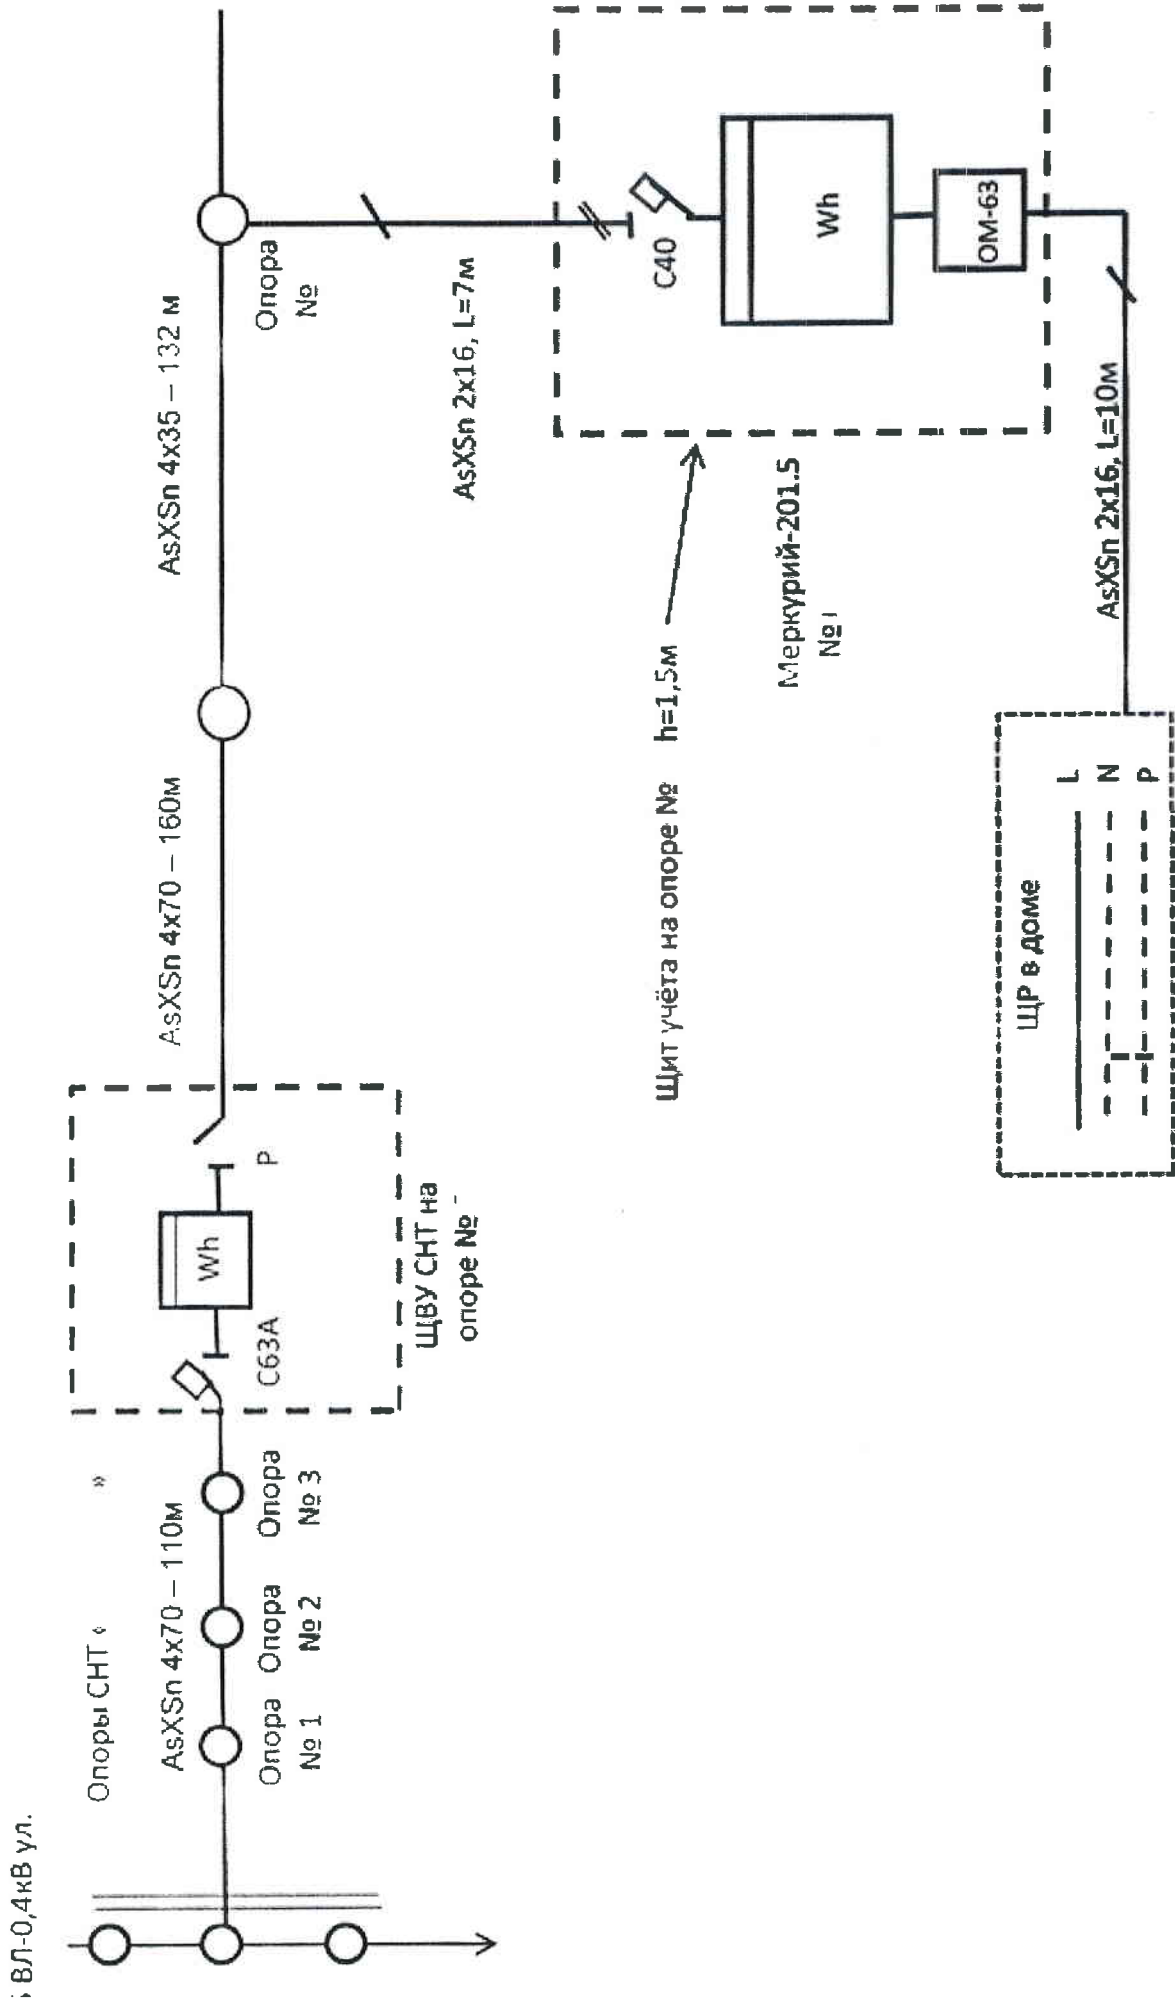 ВЛ-0,4кВ ул.
Опоры СНТ « »
AsXSn 4x70 – 110м
AsXSn 4x70 – 160м
AsXSn 4x35 – 132 м
Опора
№ 1
Опора
№ 2
Опора
№ 3
С63А
Wh
Р
ЩВУ СНТ на
опоре №
Опора
№
AsXSn 2x16, L=7м
С40
Wh
ОМ-63
Щит учёта на опоре № h=1,5м
Меркурий-201.5
№
AsXSn 2x16, L=10м
ЩР в доме
L
N
P